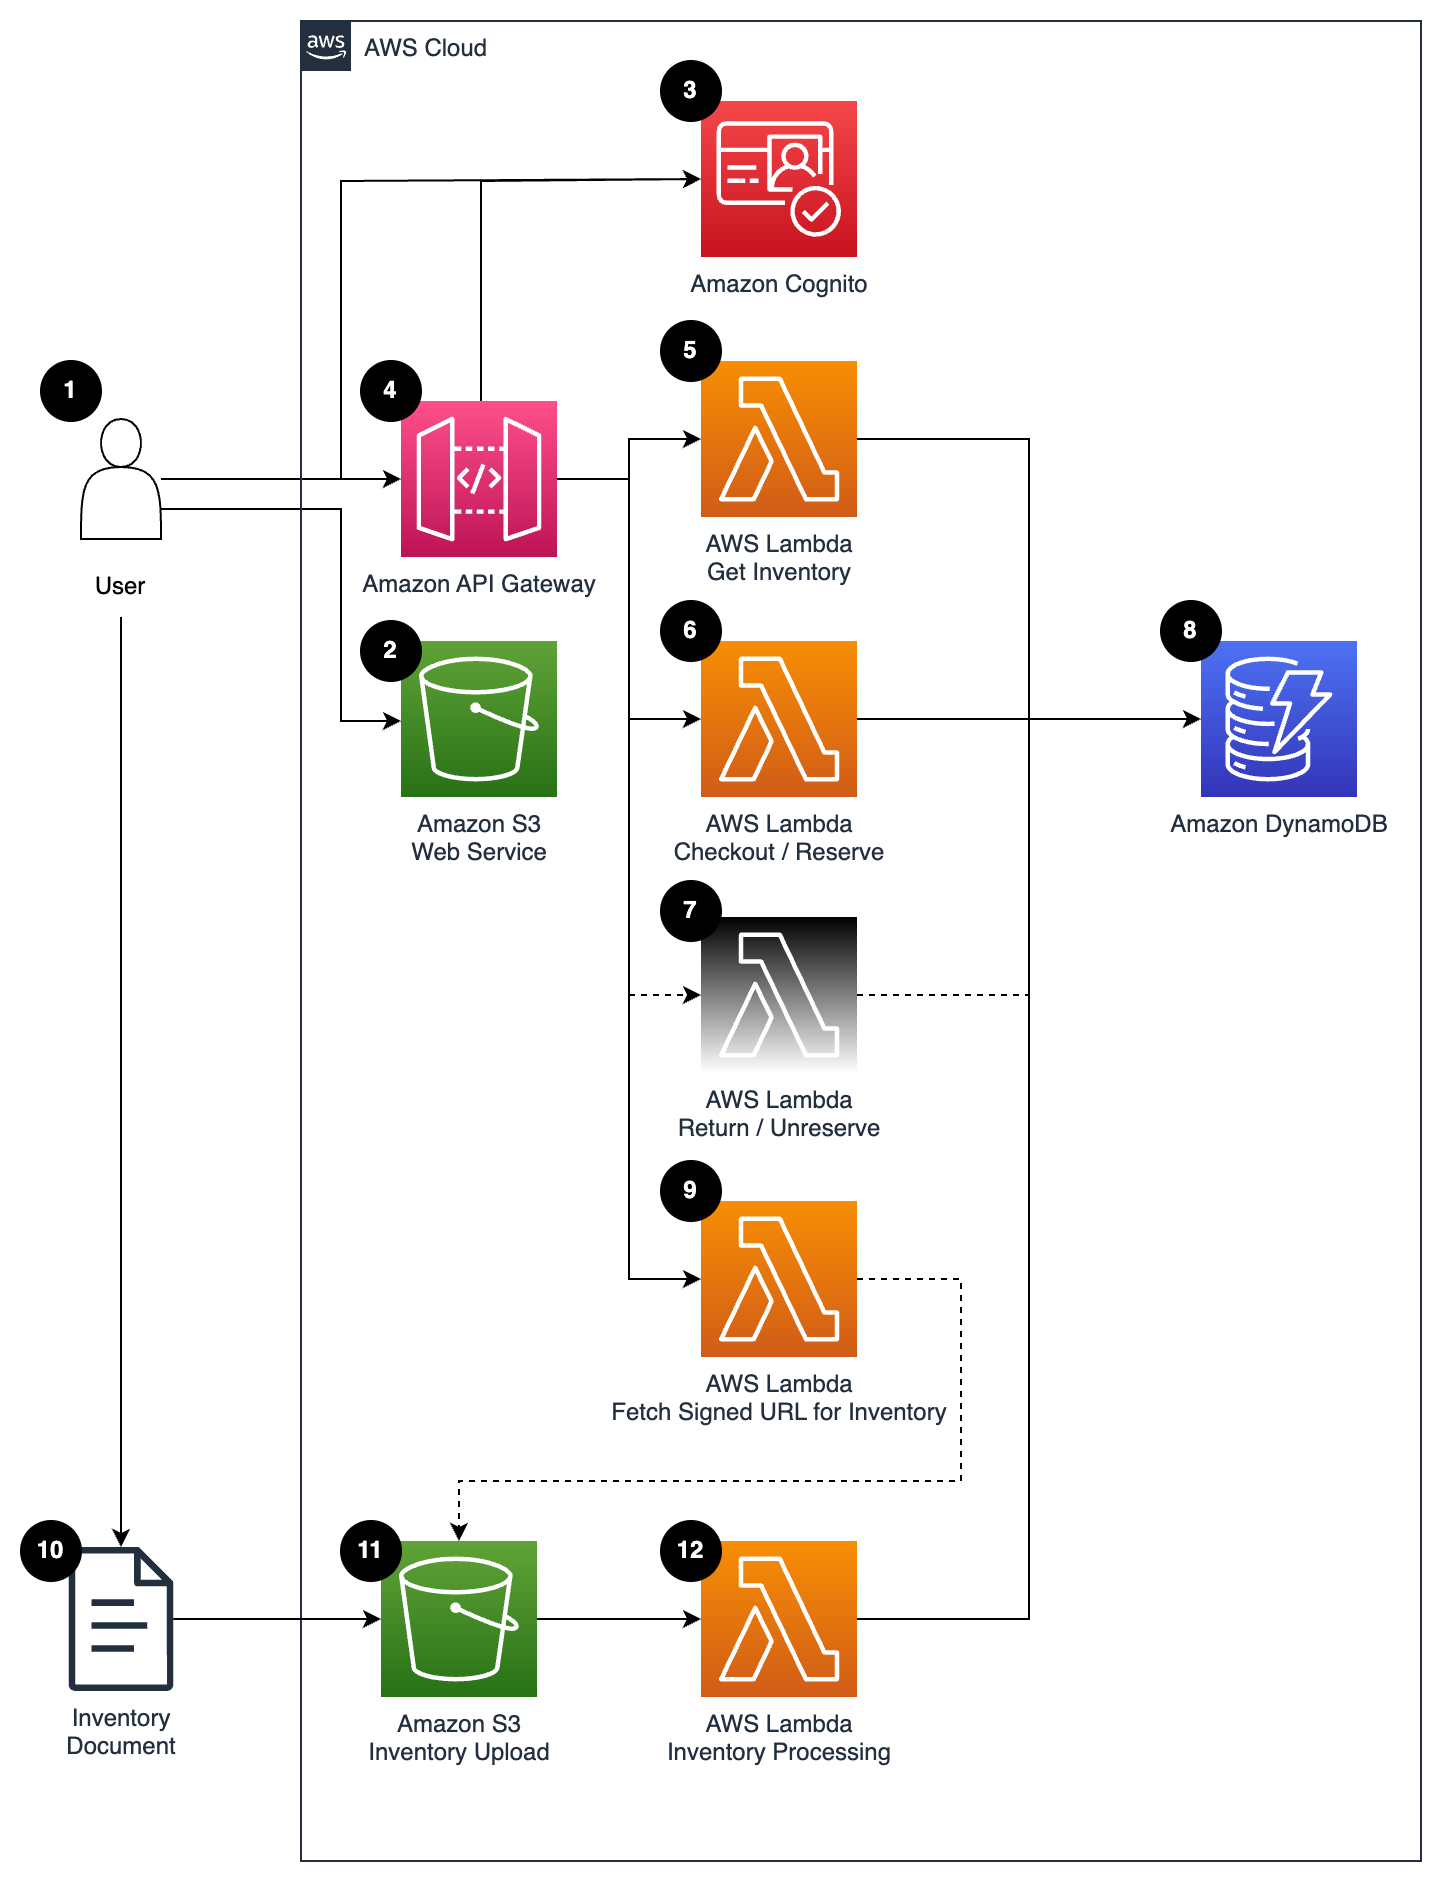 aws
AWS Cloud
3
Amazon Cognito
1
User
4
</>
Amazon API Gateway
5
AWS Lambda
Get Inventory
2
Amazon S3
Web Service
6
AWS Lambda
Checkout / Reserve
8
Amazon DynamoDB
7
AWS Lambda
Return / Unreserve
9
AWS Lambda
Fetch Signed URL for Inventory
10
Inventory
Document
11
Amazon S3
Inventory Upload
12
AWS Lambda
Inventory Processing